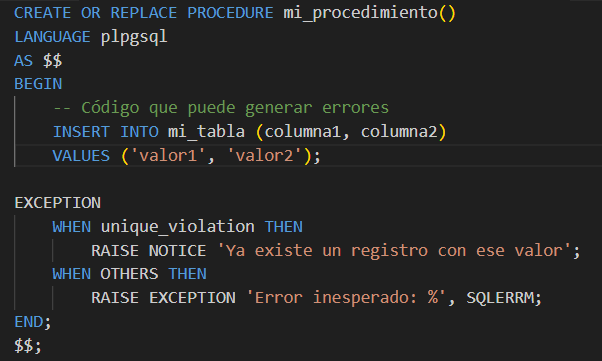 CREATE OR REPLACE PROCEDURE mi_procedimiento()
LANGUAGE plpgsql
AS $$
BEGIN
    -- Código que puede generar errores
    INSERT INTO mi_tabla (columna1, columna2)
    VALUES ('valor1', 'valor2');

EXCEPTION
    WHEN unique_violation THEN
        RAISE NOTICE 'Ya existe un registro con ese valor';
    WHEN OTHERS THEN
        RAISE EXCEPTION 'Error inesperado: %', SQLERRM;
END;
$$;